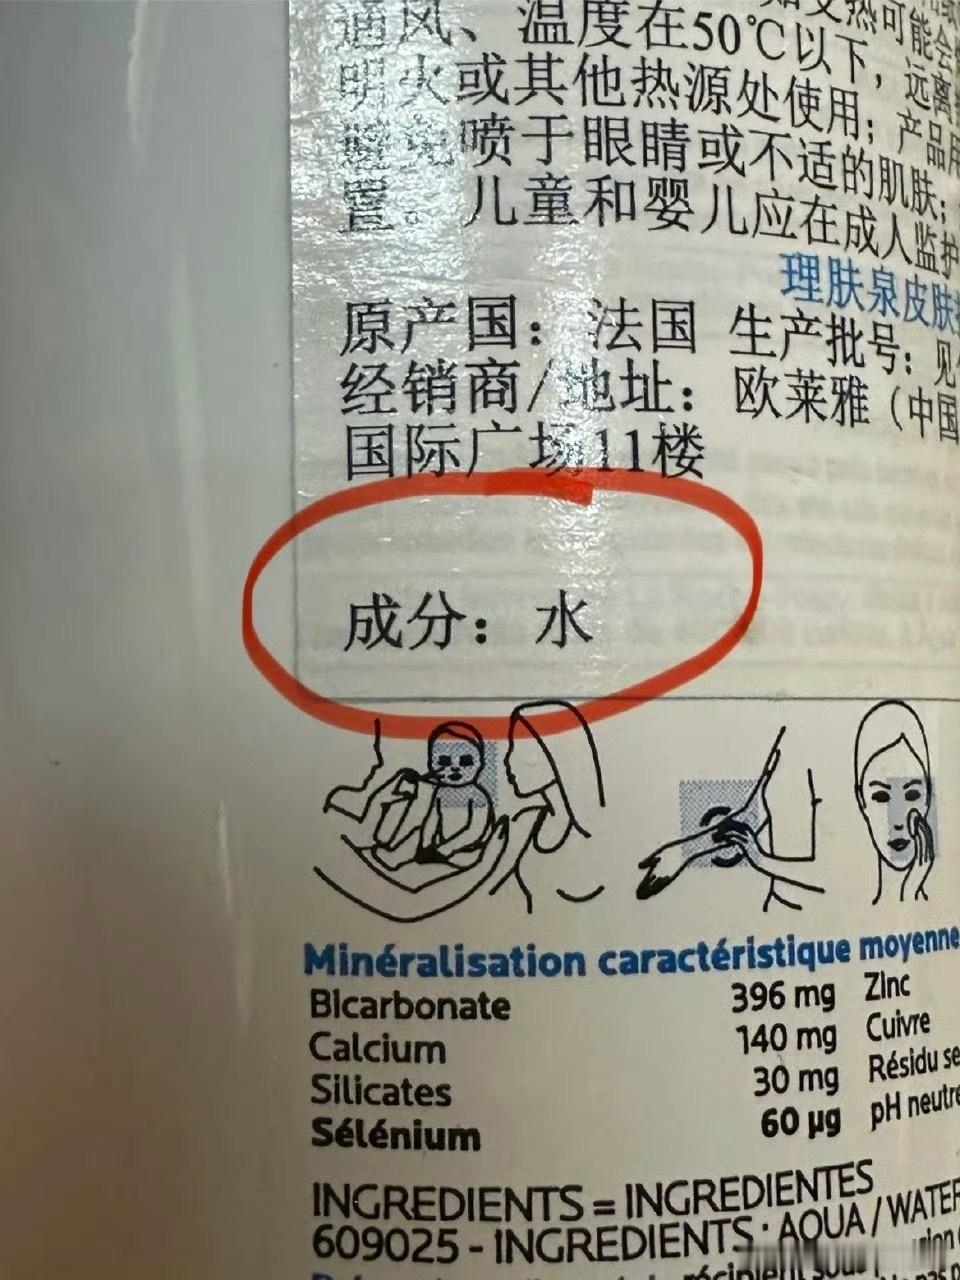 通风、温度在50℃以下，远离
明火或其他热源处使用；产品用
喷于眼睛或不适的肌肤；
置。儿童和婴儿应在成人监护
理肤泉皮肤
原产国：法国 生产批号：见
经销商/地址：欧莱雅（中国
国际广场11楼
成分：水
Minéralisation caractéristique moyenne
Bicarbonate 396 mg Zinc
Calcium 140 mg Cuivre
Silicates 30 mg Résidu se
Sélénium 60 µg pH neutre
INGREDIENTS = INGREDIENTES
609025 - INGREDIENTS : AQUA / WATER